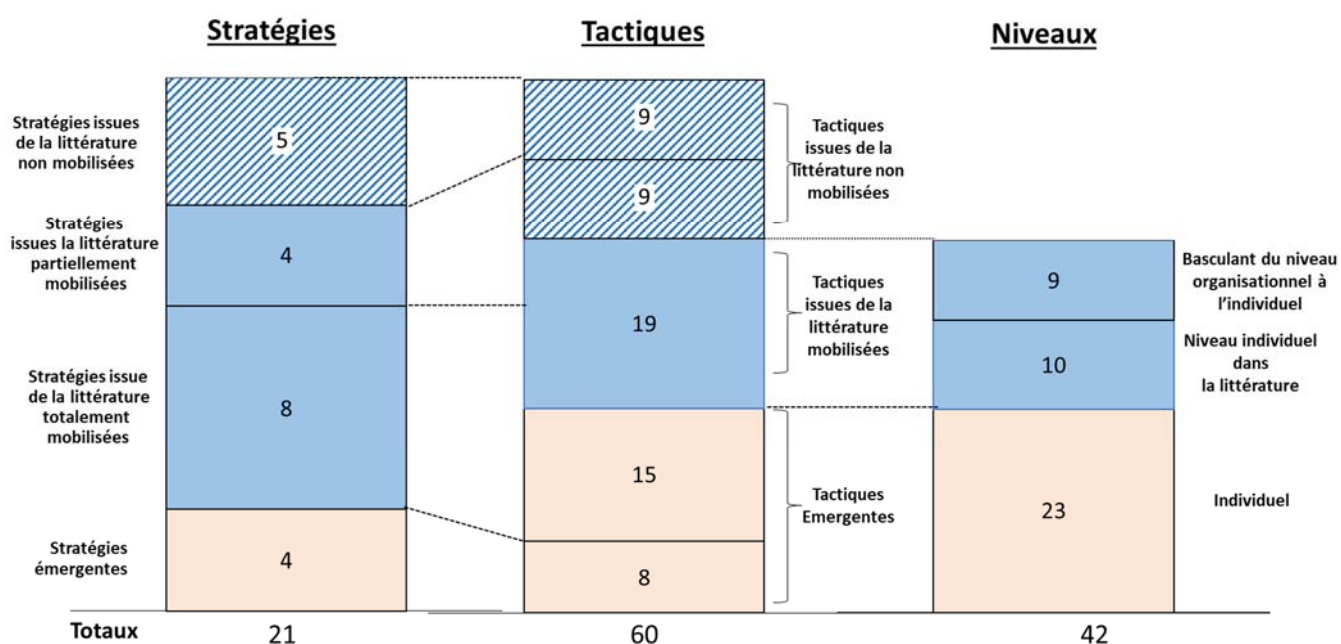 Stratégies
Tactiques
Niveaux
Stratégies issues
de la littérature
non mobilisées
5
9
9
Tactiques
issues de la
littérature non
mobilisées
Stratégies
issues la littérature
partiellement
mobilisées
4
19
Tactiques
issues de la
littérature
mobilisées
9
Basculant du niveau
organisationnel à
l’individuel
Stratégies issue
de la littérature
totalement
mobilisées
8
10
Niveau individuel
dans
la littérature
15
8
Tactiques
Emergentes
23
Individuel
Stratégies
émergentes
4
Totaux
21
60
42